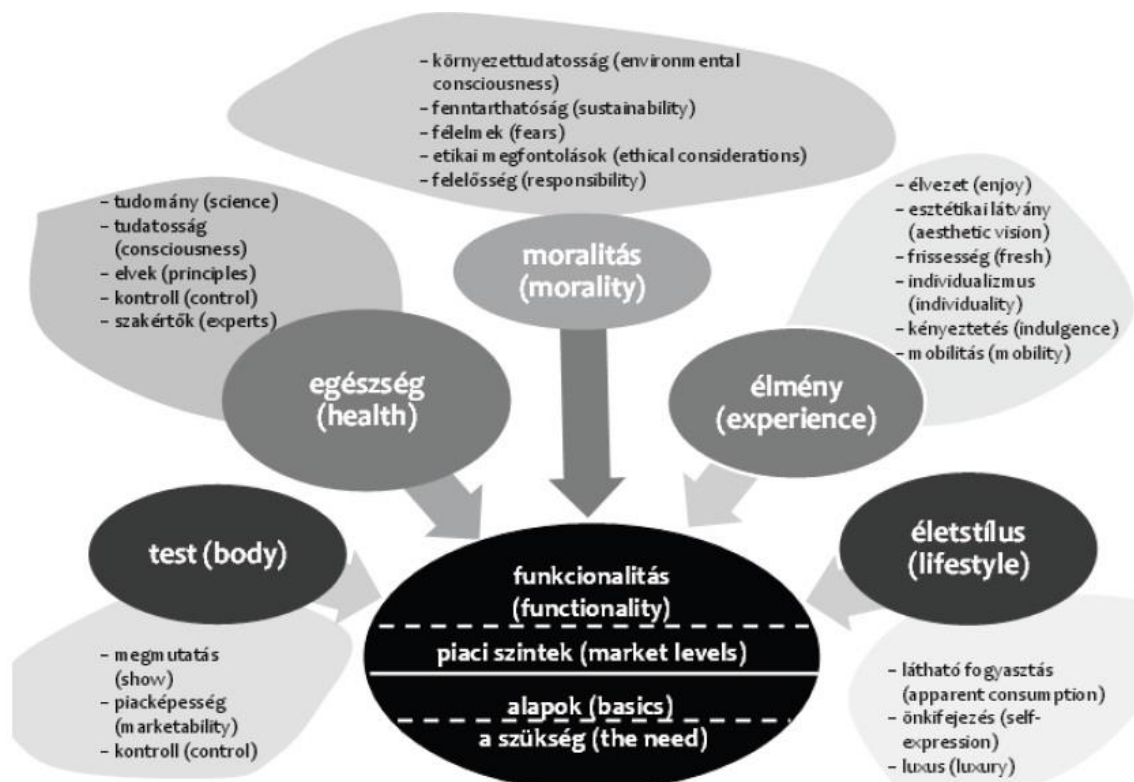 – környezettudatosság (environmental
consciousness)
– fenntarthatóság (sustainability)
– félelmek (fears)
– etikai megfontolások (ethical considerations)
– felelősség (responsibility)
moralitás
(morality)
– tudomány (science)
– tudatosság
(consciousness)
– elvek (principles)
– kontroll (control)
– szakértők (experts)
egészség
(health)
– élvezet (enjoy)
– esztétikai látvány
(aesthetic vision)
– frissesség (fresh)
– individualizmus
(individuality)
– kényeztetés (indulgence)
– mobilitás (mobility)
élmény
(experience)
test (body)
– megmutatás
(show)
– piacképesség
(marketability)
– kontroll (control)
életstílus
(lifestyle)
– látható fogyasztás
(apparent consumption)
– önkifejezés (self-
expression)
– luxus (luxury)
funkcionalitás
(functionality)
piaci szintek (market levels)
alapok (basics)
a szükség (the need)